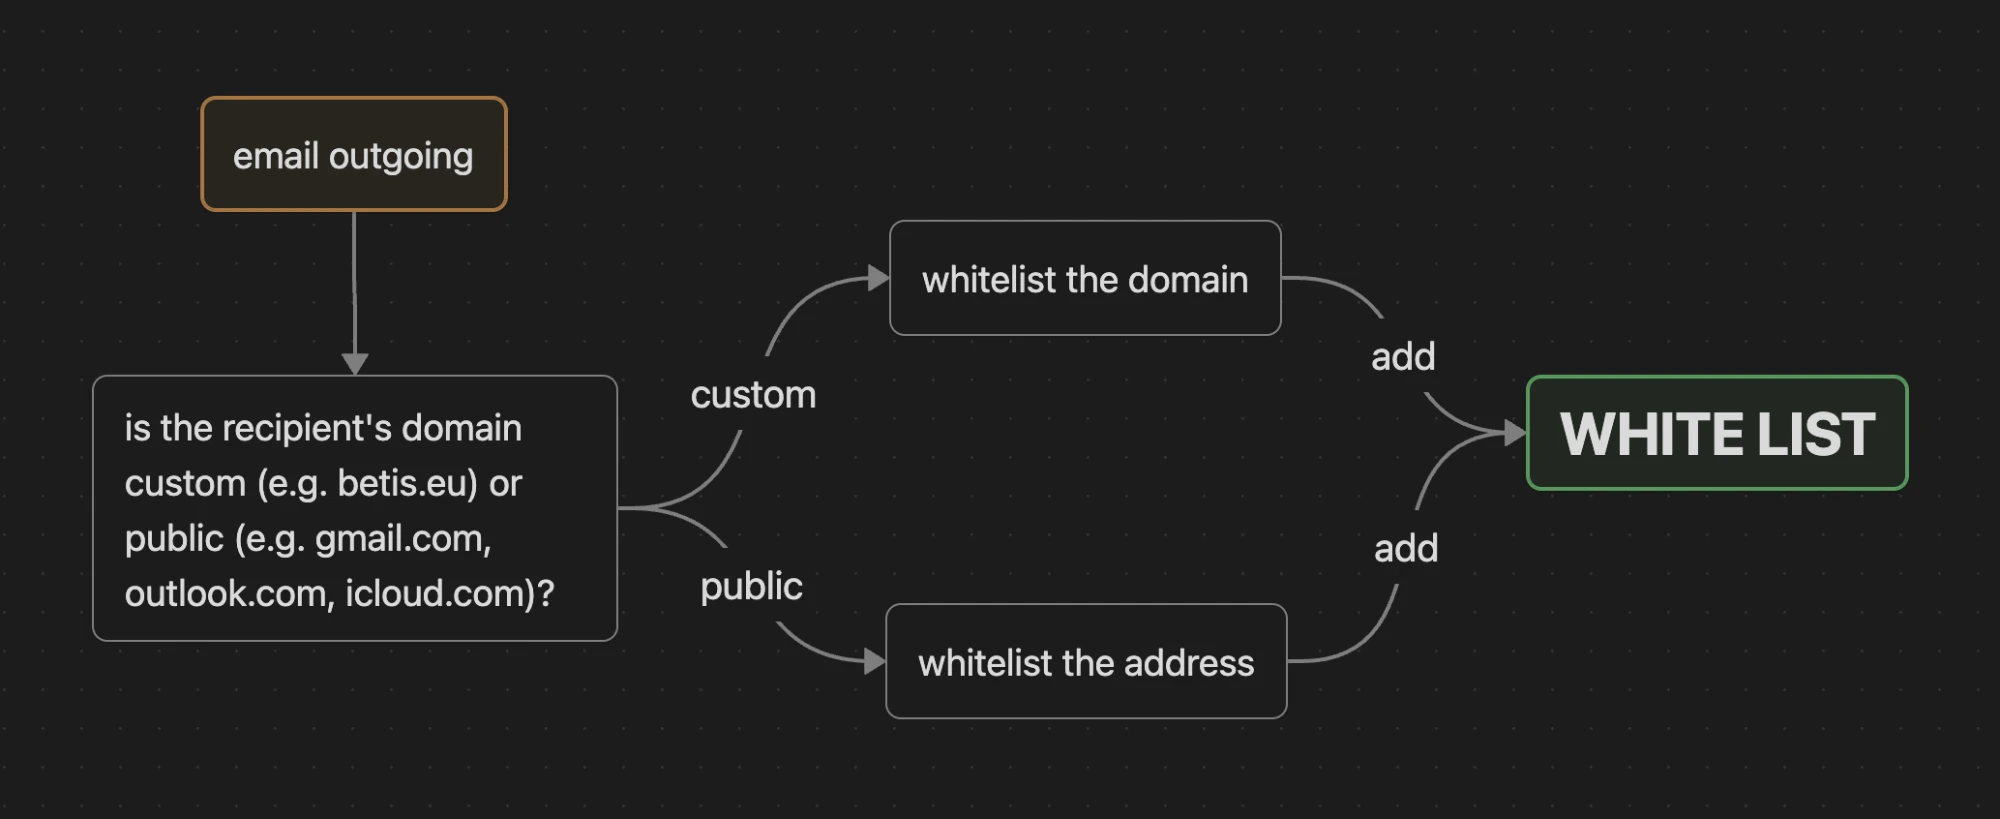 email outgoing
is the recipient's domain
custom (e.g. betis.eu) or
public (e.g. gmail.com,
outlook.com, icloud.com)?
custom
public
whitelist the domain
whitelist the address
add
add
WHITE LIST